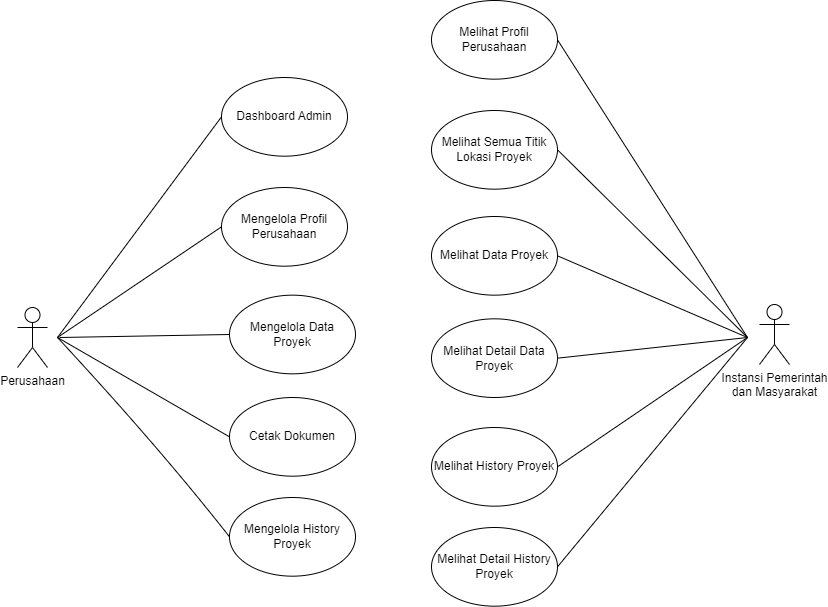 Melihat Profil
Perusahaan
Dashboard Admin
Melihat Semua Titik
Lokasi Proyek
Mengelola Profil
Perusahaan
Melihat Data Proyek
Mengelola Data
Proyek
Melihat Detail Data
Proyek
Perusahaan
Instansi Pemerintah
dan Masyarakat
Cetak Dokumen
Melihat History Proyek
Mengelola History
Proyek
Melihat Detail History
Proyek